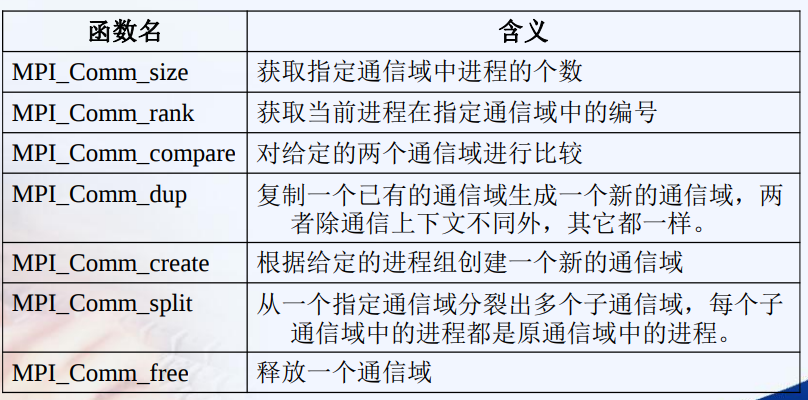 函数名 含义
MPI_Comm_size 获取指定通信域中进程的个数
MPI_Comm_rank 获取当前进程在指定通信域中的编号
MPI_Comm_compare 对给定的两个通信域进行比较
MPI_Comm_dup 复制一个已有的通信域生成一个新的通信域，两
者除通信上下文不同外，其它都一样。
MPI_Comm_create 根据给定的进程组创建一个新的通信域
MPI_Comm_split 从一个指定通信域分裂出多个子通信域，每个子
通信域中的进程都是原通信域中的进程。
MPI_Comm_free 释放一个通信域